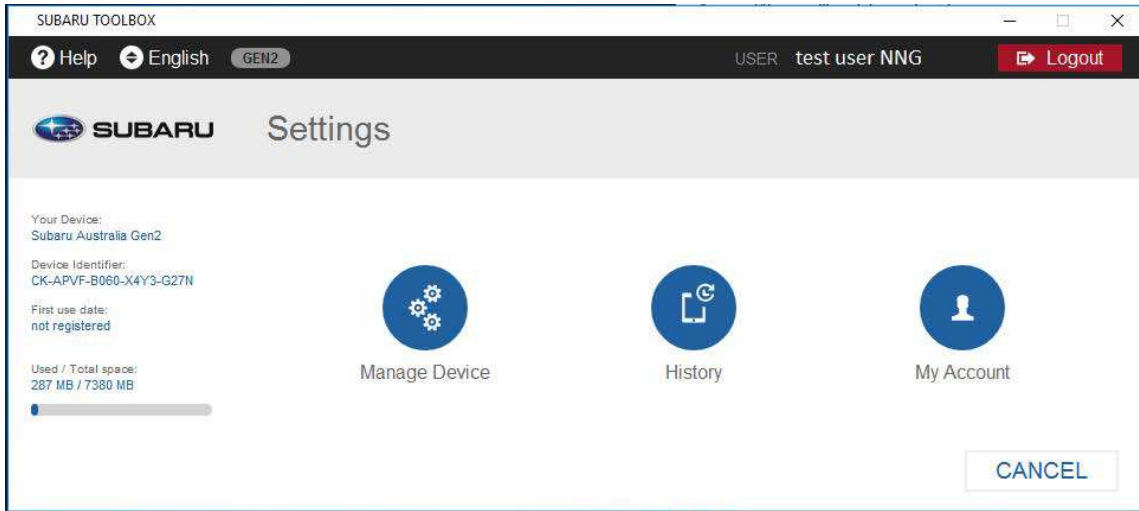 SUBARU TOOLBOX
Help English GEN2 USER test user NNG Logout
SUBARU Settings
Your Device:
Subaru Australia Gen2
Device Identifier:
CK-APVF-B060-X4Y3-G27N
First use date:
not registered
Used / Total space:
287 MB / 7380 MB
Manage Device History My Account
CANCEL